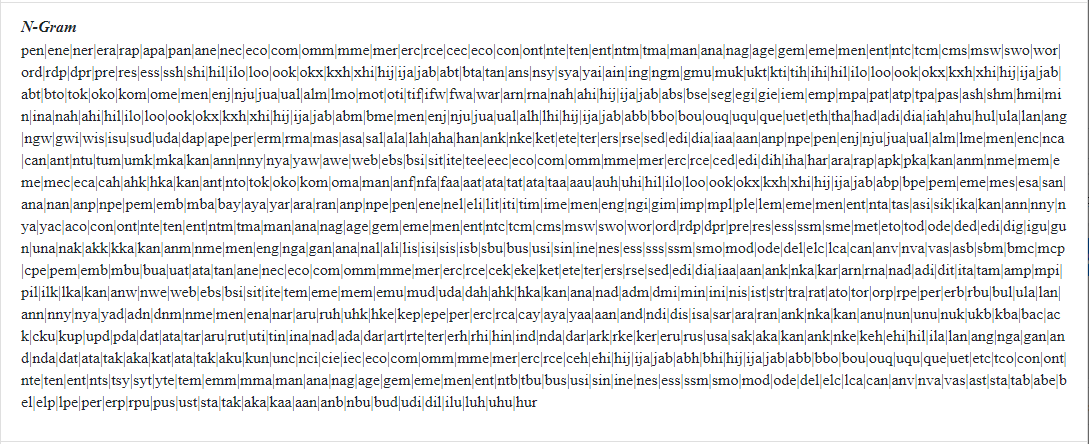 N-Gram
pen|ene|ner|era|rap|apa|pan|ane|nec|eco|com|omm|mme|mer|erc|rce|cec|eco|con|ont|nte|ten|ent|ntm|tma|man|ana|nag|age|gem|eme|men|ent|ntc|tcm|cms|msw|swo|wor|
ord|rdp|dpr|pre|res|ess|ssh|shi|hil|ilo|loo|ook|okx|kxh|xhi|hij|ija|jab|abt|bta|tan|ans|nsy|sya|yai|ain|ing|ngm|gmu|muk|ukt|kti|tih|ihi|hil|ilo|loo|ook|okx|kxh|xhi|hij|ija|jab|
abt|bto|tok|oko|kom|ome|men|enj|nju|jua|ual|alm|lmo|mot|oti|tif|ifw|fwa|war|arn|rna|nah|ahi|hij|ija|jab|abs|bse|seg|egi|gie|iem|emp|mpa|pat|atp|tpa|pas|ash|shm|hmi|mi
n|ina|nah|ahi|hil|ilo|loo|ook|okx|kxh|xhi|hij|ija|jab|abm|bme|men|enj|nju|jua|ual|alh|lhi|hij|ija|jab|abb|bbo|bou|ouq|uqu|que|uet|eth|tha|had|adi|dia|iah|ahu|hul|ula|lan|ang
|ngw|gwi|wis|isu|sud|uda|dap|ape|per|erm|rma|mas|asa|sal|ala|lah|aha|han|ank|nke|ket|ete|ter|ers|rse|sed|edi|dia|iaa|aan|anp|npe|pen|enj|nju|jua|ual|alm|lme|men|enc|nca
|can|ant|ntu|tum|umk|mka|kan|ann|nny|nya|yaw|awe|web|ebs|bsi|sit|ite|tee|eec|eco|com|omm|mme|mer|erc|rce|ced|edi|dih|iha|har|ara|rap|apk|pka|kan|anm|nme|mem|e
me|mec|eca|cah|ahk|hka|kan|ant|nto|tok|oko|kom|oma|man|anf|nfa|faa|aat|ata|tat|ata|taa|aau|auh|uhi|hil|ilo|loo|ook|okx|kxh|xhi|hij|ija|jab|abp|bpe|pem|eme|mes|esa|san|
ana|nan|anp|npe|pem|emb|mba|bay|aya|yar|ara|ran|anp|npe|pen|ene|nel|eli|lit|iti|tim|ime|men|eng|ngi|gim|imp|mpl|ple|lem|eme|men|ent|nta|tas|asi|sik|ika|kan|ann|nny|n
ya|yac|aco|con|ont|nte|ten|ent|ntm|tma|man|ana|nag|age|gem|eme|men|ent|ntc|tcm|cms|msw|swo|wor|ord|rdp|dpr|pre|res|ess|ssm|sme|met|eto|tod|ode|ded|edi|dig|igu|gu
n|una|nak|akk|kka|kan|anm|nme|men|eng|nga|gan|ana|nal|ali|lis|isi|sis|isb|sbu|bus|usi|sin|ine|nes|ess|sss|ssm|smo|mod|ode|del|elc|lca|can|anv|nva|vas|asb|sbm|bmc|mcp
|cpe|pem|emb|mbu|bua|uat|ata|tan|ane|nec|eco|com|omm|mme|mer|erc|rce|cek|eke|ket|ete|ter|ers|rse|sed|edi|dia|iaa|aan|ank|nka|kar|arn|rna|nad|adi|dit|ita|tam|amp|mpi|
pil|ilk|lka|kan|anw|nwe|web|ebs|bsi|sit|ite|tem|eme|mem|emu|mud|uda|dah|ahk|hka|kan|ana|nad|adm|dmi|min|ini|nis|ist|str|tra|rat|ato|tor|orp|rpe|per|erb|rbu|bul|ula|lan|
ann|nny|nya|yad|adn|dnm|nme|men|ena|nar|aru|ruh|uhk|hke|kep|epe|per|erc|rca|cay|aya|yaa|aan|and|ndi|dis|isa|sar|ara|ran|ank|nka|kan|anu|nun|unu|nuk|ukb|kba|bac|ac
k|cku|kup|upd|pda|dat|ata|tar|aru|rut|uti|tin|ina|nad|ada|dar|art|rte|ter|erh|rhi|hin|ind|nda|dar|ark|rke|ker|eru|rus|usa|sak|aka|kan|ank|nke|keh|ehi|hil|ila|lan|ang|nga|gan|an
d|nda|dat|ata|tak|aka|kat|ata|tak|aku|kun|unc|nci|cie|iec|eco|com|omm|mme|mer|erc|rce|ceh|ehi|hij|ija|jab|abh|bhi|hij|ija|jab|abb|bbo|bou|ouq|uqu|que|uet|etc|tco|con|ont|
nte|ten|ent|nts|tsy|syt|yte|tem|emm|mma|man|ana|nag|age|gem|eme|men|ent|ntb|tbu|bus|usi|sin|ine|nes|ess|ssm|smo|mod|ode|del|elc|lca|can|anv|nva|vas|ast|sta|tab|abe|b
el|elp|lpe|per|erp|rpu|pus|ust|sta|tak|aka|kaa|aan|anb|nbu|bud|udi|dil|ilu|luh|uhu|hur